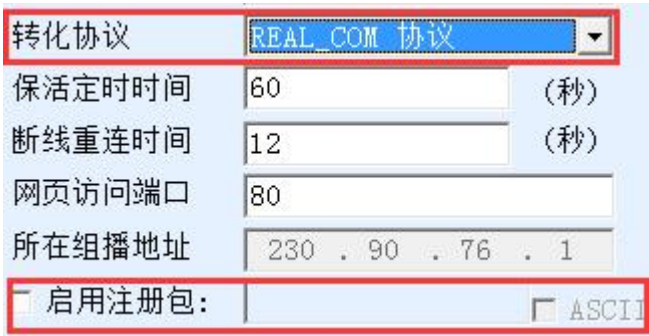 转化协议 REAL_COM 协议
保活定时时间 60 (秒)
断线重连时间 12 (秒)
网页访问端口 80
所在组播地址 230 . 90 . 76 . 1
启用注册包: ASCII